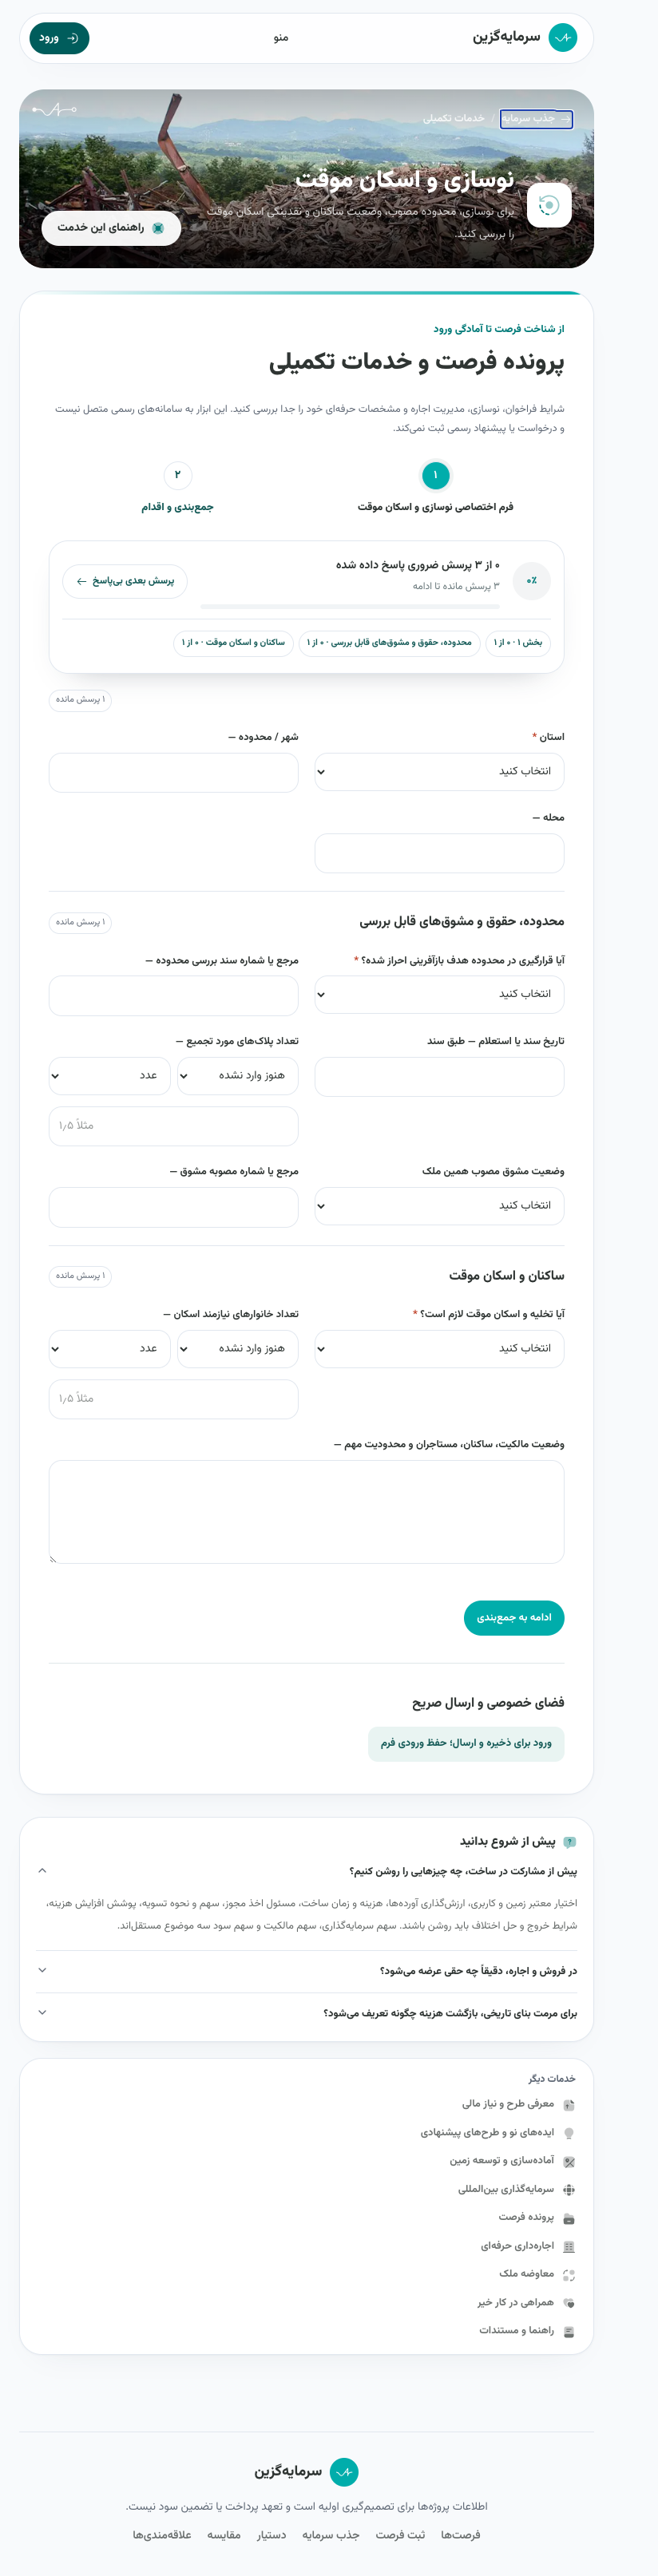 سرمایه‌گزین
منو
ورود
جذب سرمایه / خدمات تکمیلی
نوسازی و اسکان موقت
برای نوسازی، محدوده مصوب، وضعیت ساکنان و نقدینگی اسکان موقت
را بررسی کنید.
راهنمای این خدمت
از شناخت فرصت تا آمادگی ورود
پرونده فرصت و خدمات تکمیلی
شرایط فراخوان، نوسازی، مدیریت اجاره و مشخصات حرفه‌ای خود را جدا بررسی کنید. این ابزار به سامانه‌های رسمی متصل نیست
و درخواست یا پیشنهاد رسمی ثبت نمی‌کند.
۱
فرم اختصاصی نوسازی و اسکان موقت
۲
جمع‌بندی و اقدام
۰٪
۰ از ۳ پرسش ضروری پاسخ داده شده
۳ پرسش مانده تا ادامه
پرسش بعدی بی‌پاسخ
بخش ۱ · ۰ از ۱
محدوده، حقوق و مشوق‌های قابل بررسی · ۰ از ۱
ساکنان و اسکان موقت · ۰ از ۱
۱ پرسش مانده
استان *
شهر / محدوده —
انتخاب کنید
محله —
محدوده، حقوق و مشوق‌های قابل بررسی
۱ پرسش مانده
آیا قرارگیری در محدوده هدف بازآفرینی احراز شده؟ *
مرجع یا شماره سند بررسی محدوده —
انتخاب کنید
تاریخ سند یا استعلام — طبق سند
تعداد پلاک‌های مورد تجمیع —
هنوز وارد نشده
عدد
مثلاً ۱٫۵
وضعیت مشوق مصوب همین ملک
مرجع یا شماره مصوبه مشوق —
انتخاب کنید
ساکنان و اسکان موقت
۱ پرسش مانده
آیا تخلیه و اسکان موقت لازم است؟ *
تعداد خانوارهای نیازمند اسکان —
انتخاب کنید
هنوز وارد نشده
عدد
مثلاً ۱٫۵
وضعیت مالکیت، ساکنان، مستاجران و محدودیت مهم —
ادامه به جمع‌بندی
فضای خصوصی و ارسال صریح
ورود برای ذخیره و ارسال؛ حفظ ورودی فرم
پیش از شروع بدانید
پیش از مشارکت در ساخت، چه چیزهایی را روشن کنیم؟
اختیار معتبر زمین و کاربری، ارزش‌گذاری آورده‌ها، هزینه و زمان ساخت، مسئول اخذ مجوز، سهم و نحوه تسویه، پوشش افزایش هزینه،
شرایط خروج و حل اختلاف باید روشن باشند. سهم سرمایه‌گذاری، سهم مالکیت و سهم سود سه موضوع مستقل‌اند.
در فروش و اجاره، دقیقاً چه حقی عرضه می‌شود؟
برای مرمت بنای تاریخی، بازگشت هزینه چگونه تعریف می‌شود؟
خدمات دیگر
معرفی طرح و نیاز مالی
ایده‌های نو و طرح‌های پیشنهادی
آماده‌سازی و توسعه زمین
سرمایه‌گذاری بین‌المللی
پرونده فرصت
اجاره‌داری حرفه‌ای
معاوضه ملک
همراهی در کار خیر
راهنما و مستندات
سرمایه‌گزین
اطلاعات پروژه‌ها برای تصمیم‌گیری اولیه است و تعهد پرداخت یا تضمین سود نیست.
فرصت‌ها
ثبت فرصت
جذب سرمایه
دستیار
مقایسه
علاقه‌مندی‌ها